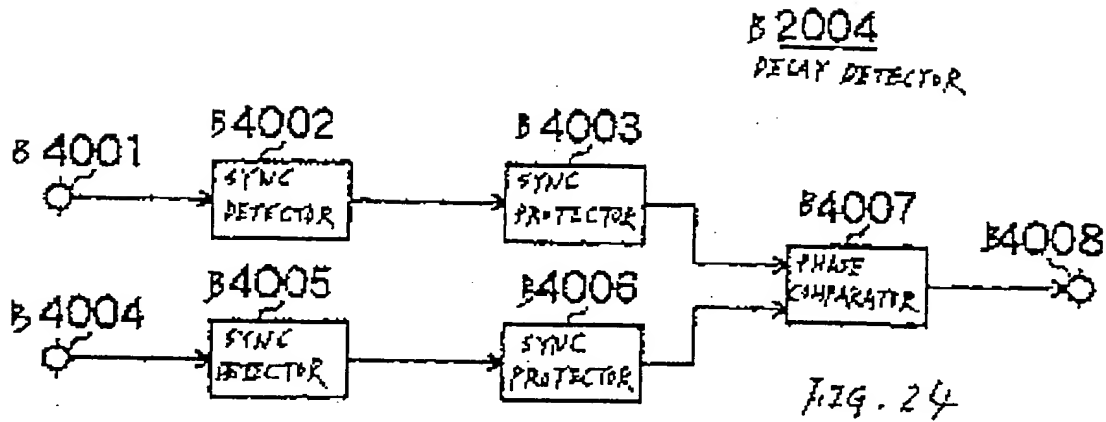 B2004
DELAY DETECTOR
B4001
B4002
SYNC
DETECTOR
B4003
SYNC
PROTECTOR
B4007
PHASE
COMPARATOR
B4008
B4004
B4005
SYNC
DETECTOR
B4006
SYNC
PROTECTOR
FIG. 24